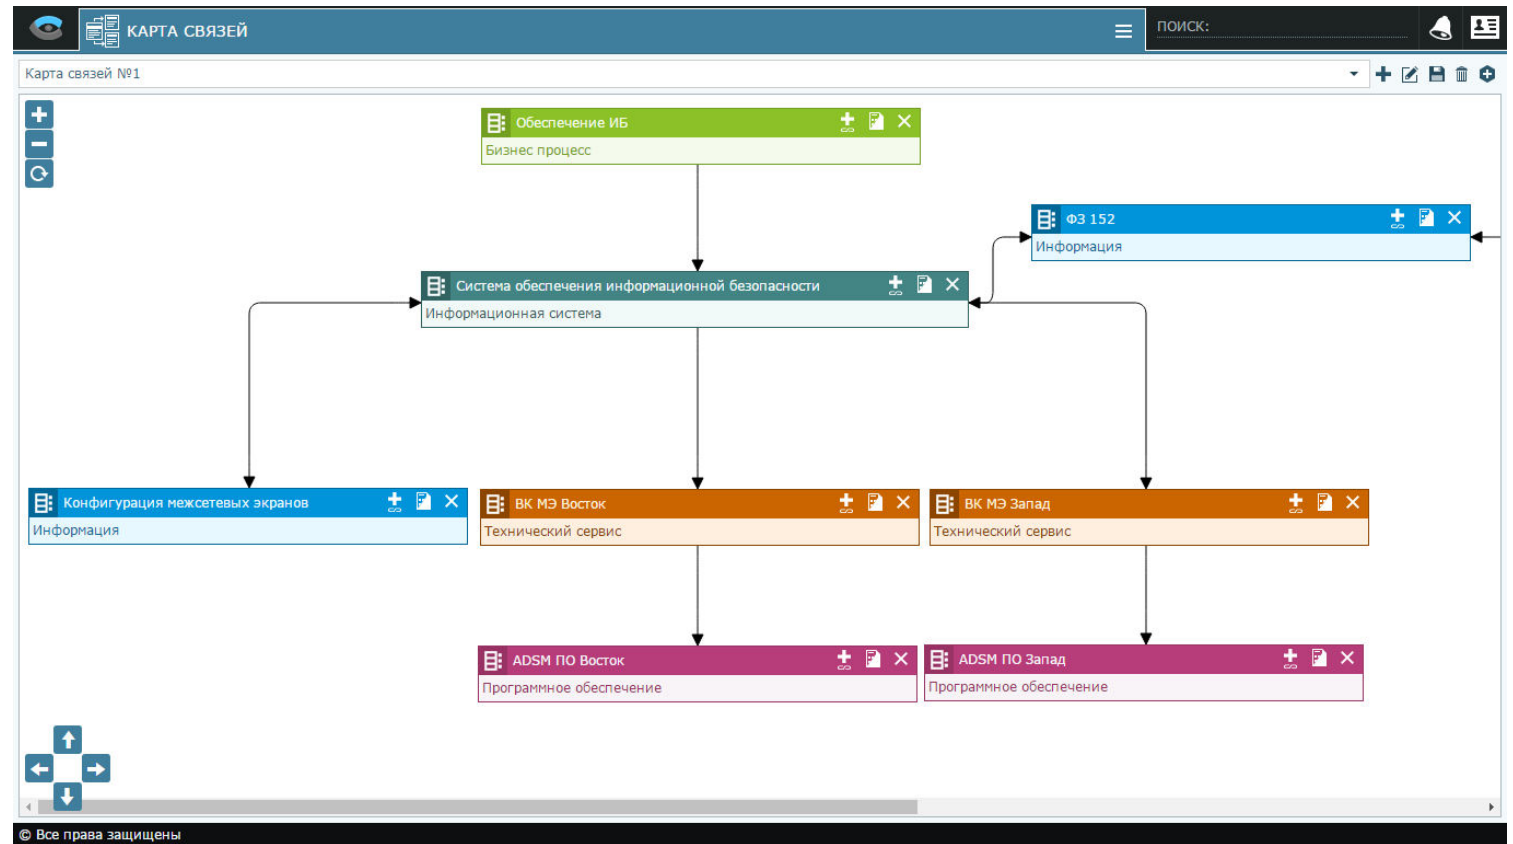 КАРТА СВЯЗЕЙ
ПОИСК:
Карта связей №1
Обеспечение ИБ
Бизнес процесс
ФЗ 152
Информация
Система обеспечения информационной безопасности
Информационная система
Конфигурация межсетевых экранов
Информация
ВК МЭ Восток
Технический сервис
ВК МЭ Запад
Технический сервис
ADSM ПО Восток
Программное обеспечение
ADSM ПО Запад
Программное обеспечение
© Все права защищены